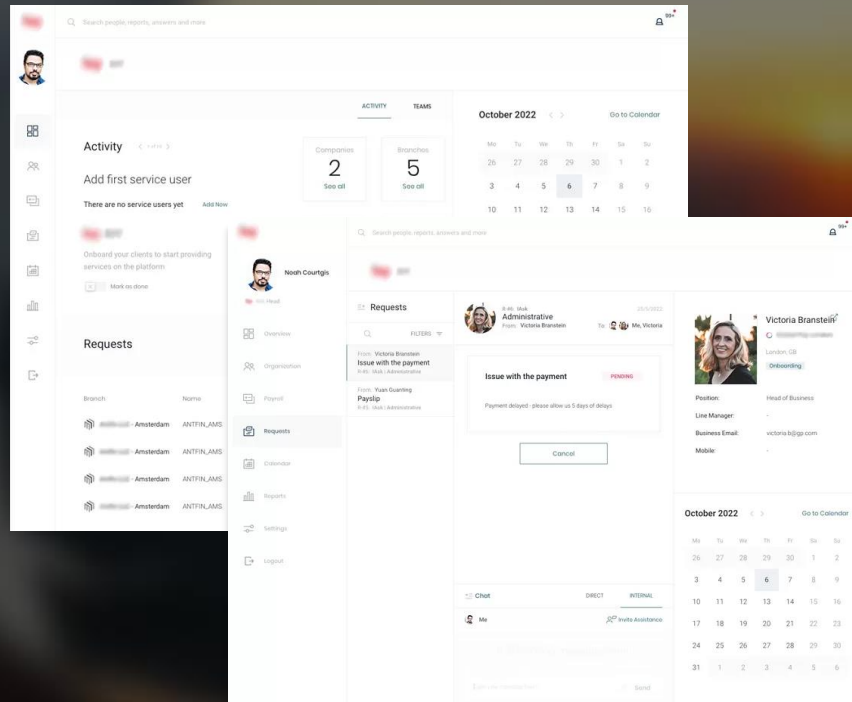 Search people, reports, answers and more
99+
ACTIVITY
TEAMS
Activity
Add first service user
There are no service users yet
Add Now
Onboard your clients to start providing
services on the platform
Mark as done
Companies
2
See all
Branches
5
See all
October 2022
Go to Calendar
Mo Tu We Th Fr Sa Su
26 27 28 29 30 1 2
3 4 5 6 7 8 9
10 11 12 13 14 15 16
Requests
Branch
Name
- Amsterdam ANTFIN_AMS
- Amsterdam ANTFIN_AMS
- Amsterdam ANTFIN_AMS
- Amsterdam ANTFIN_AMS
Search people, reports, answers and more
99+
Noah Courtgis
Head
Overview
Organization
Payroll
Requests
Calendar
Reports
Settings
Logout
Requests
FILTERS
From: Victoria Branstein
Issue with the payment
Administrative
From: Yuan Guanting
Payslip
Administrative
Administrative
From: Victoria Branstein
To:
Me, Victoria
Issue with the payment
PENDING
Payment delayed - please allow us 5 days of delays
Cancel
Chat
DIRECT
INTERNAL
Me
Invite Assistance
Send
Victoria Branstein
London, GB
Onboarding
Position: Head of Business
Line Manager: -
Business Email: victoria.b@gp.com
Mobile: -
October 2022
Go to Calendar
Mo Tu We Th Fr Sa Su
26 27 28 29 30 1 2
3 4 5 6 7 8 9
10 11 12 13 14 15 16
17 18 19 20 21 22 23
24 25 26 27 28 29 30
31 1 2 3 4 5 6